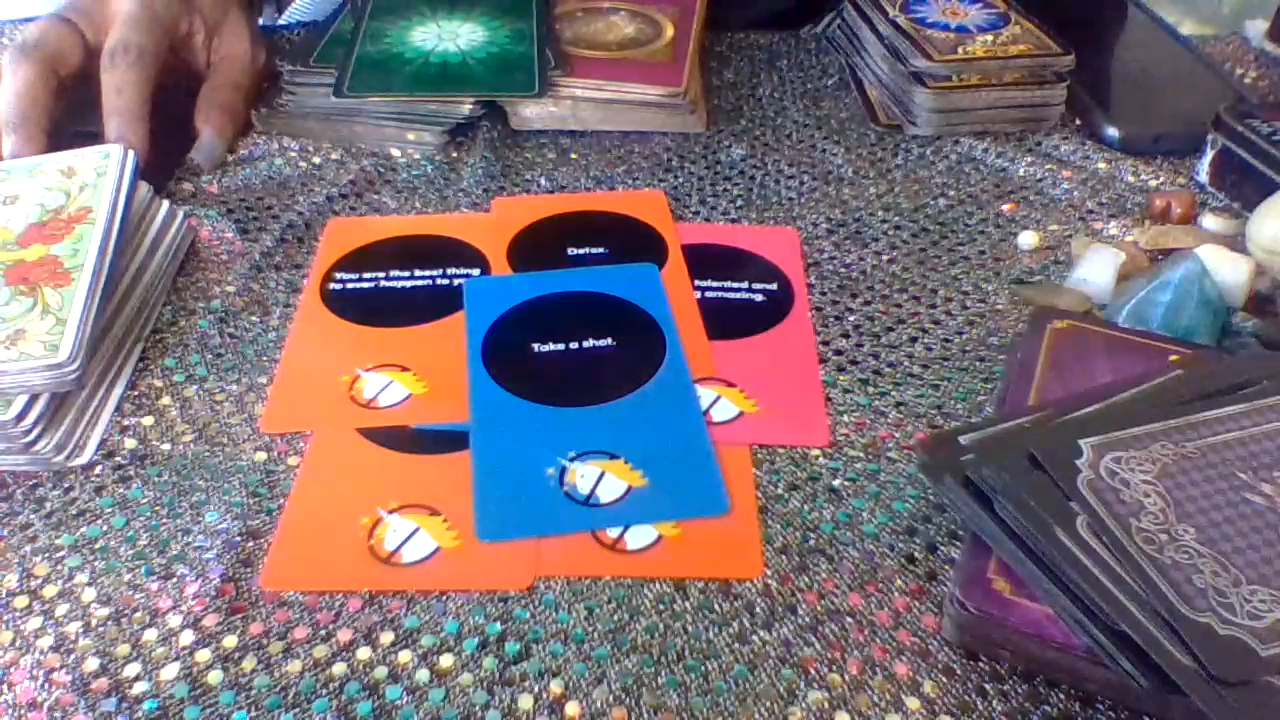 You are the best thing
to ever happen to
Detox.
talented and
amazing.
Take a shot.